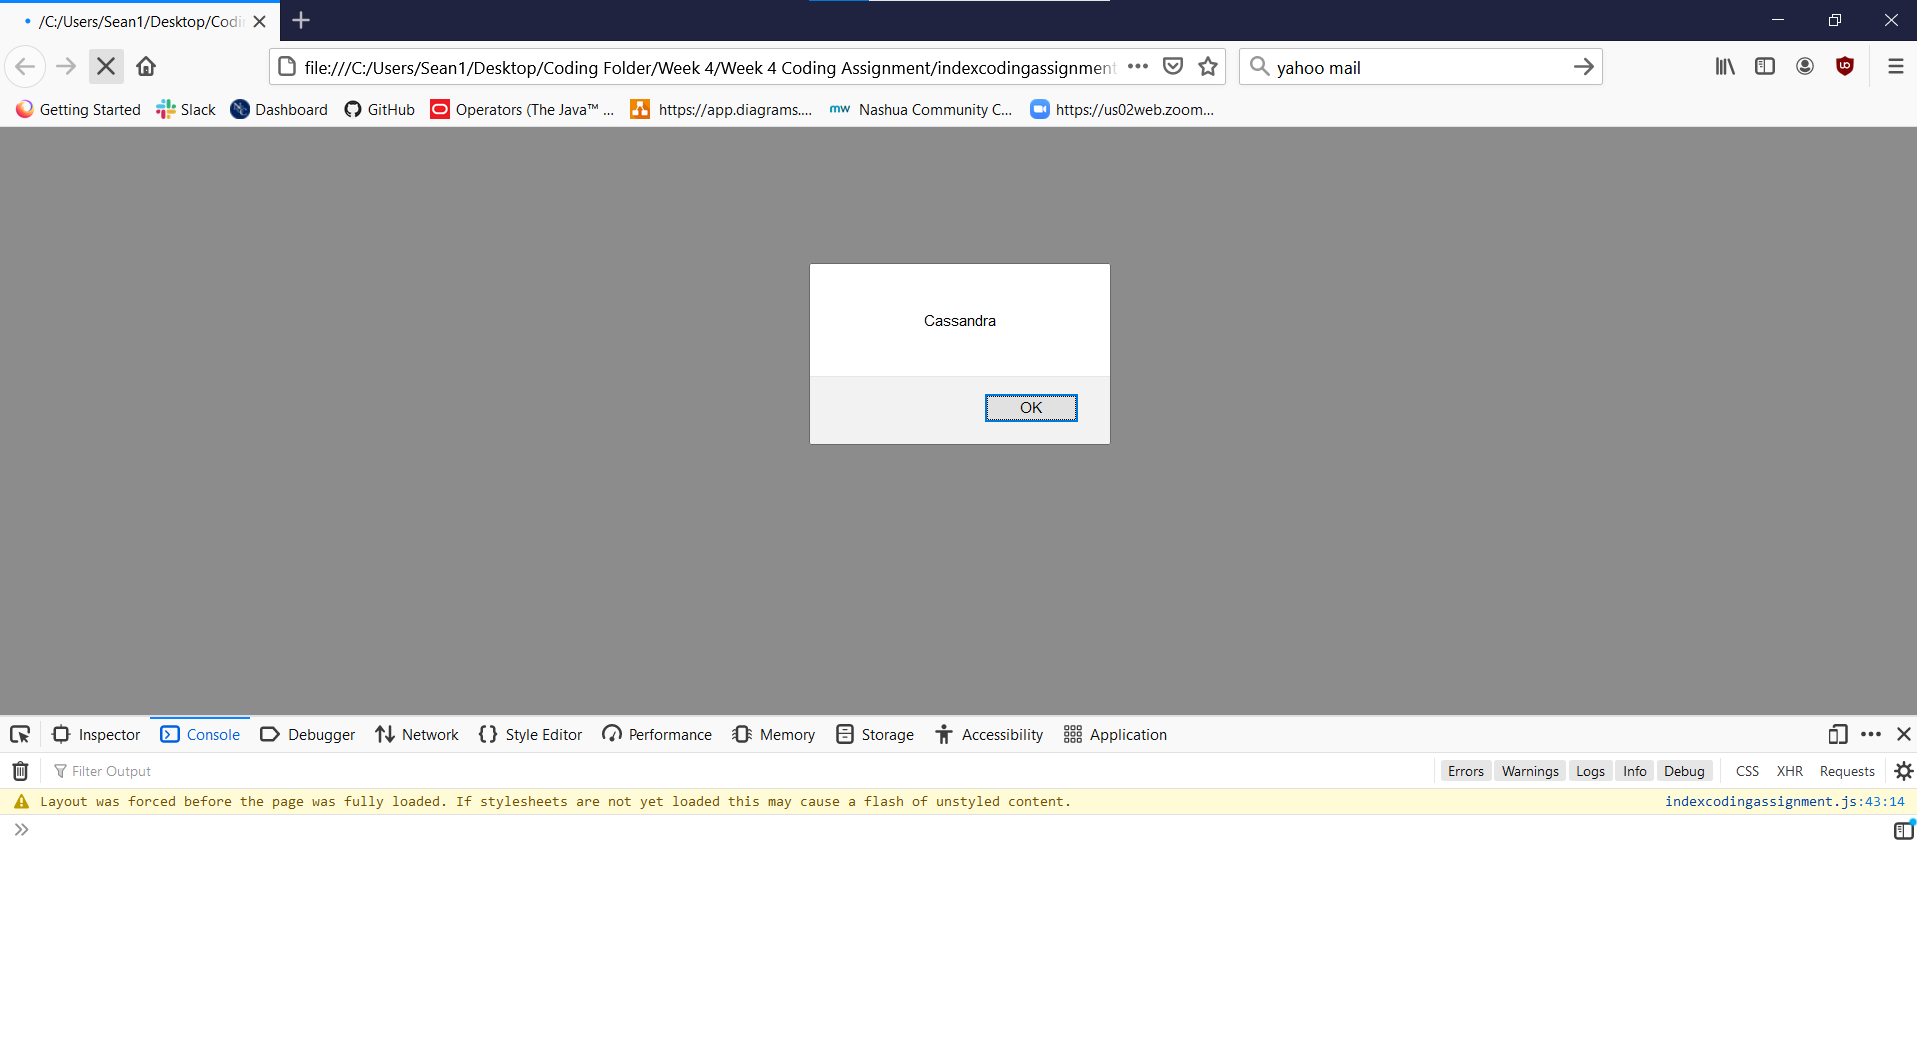 /C:/Users/Sean1/Desktop/Codi
file:///C:/Users/Sean1/Desktop/Coding Folder/Week 4/Week 4 Coding Assignment/indexcodingassignment
yahoo mail
Getting Started Slack Dashboard GitHub Operators (The Java™ ... https://app.diagrams.... mw Nashua Community C... https://us02web.zoom...
Cassandra
OK
Inspector Console Debugger Network Style Editor Performance Memory Storage Accessibility Application
Filter Output Errors Warnings Logs Info Debug CSS XHR Requests
Layout was forced before the page was fully loaded. If stylesheets are not yet loaded this may cause a flash of unstyled content. indexcodingassignment.js:43:14